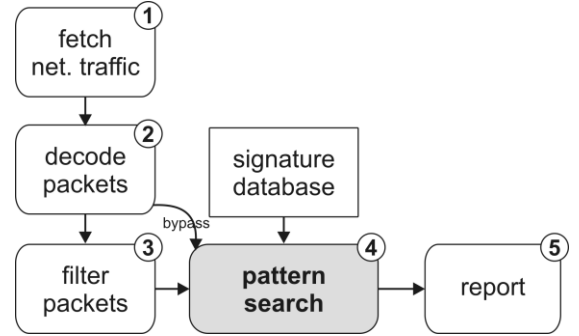 1
fetch
net. traffic
2
decode
packets
signature
database
bypass
3
filter
packets
4
pattern
search
5
report